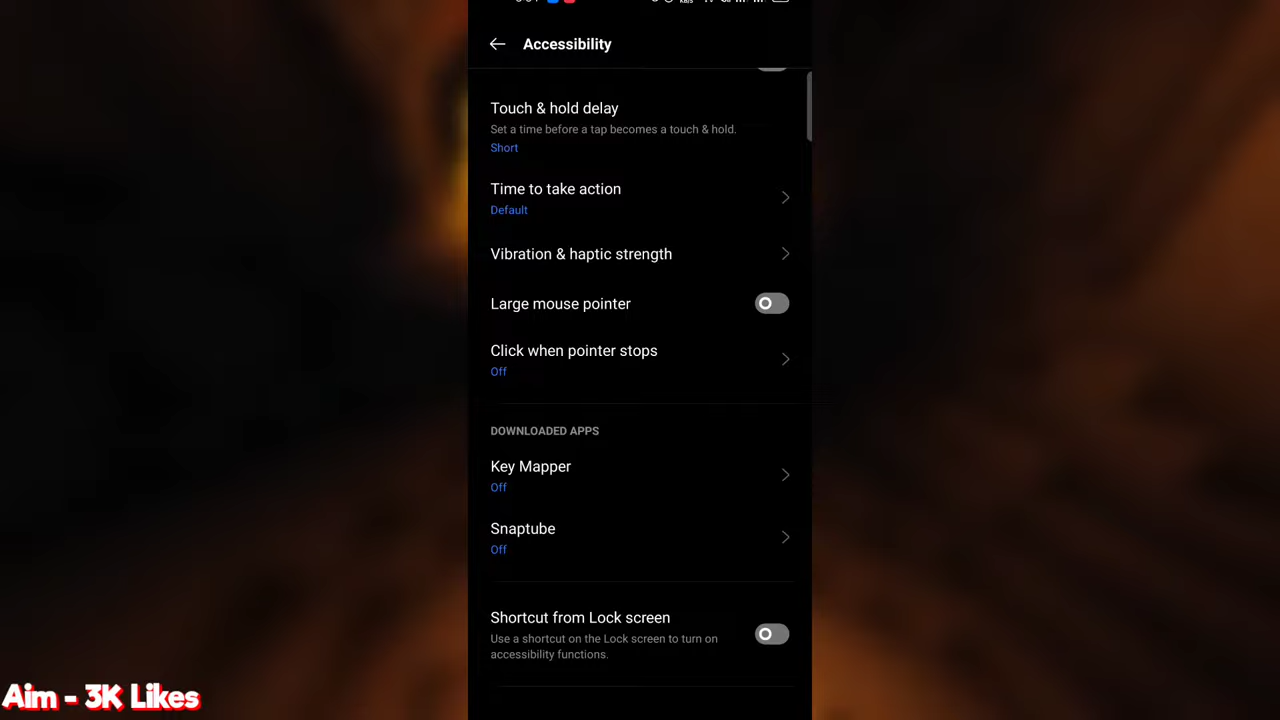 Accessibility
Touch & hold delay
Set a time before a tap becomes a touch & hold.
Short
Time to take action
Default
Vibration & haptic strength
Large mouse pointer
Click when pointer stops
Off
DOWNLOADED APPS
Key Mapper
Off
Snaptube
Off
Shortcut from Lock screen
Use a shortcut on the Lock screen to turn on
accessibility functions.
Aim - 3K Likes